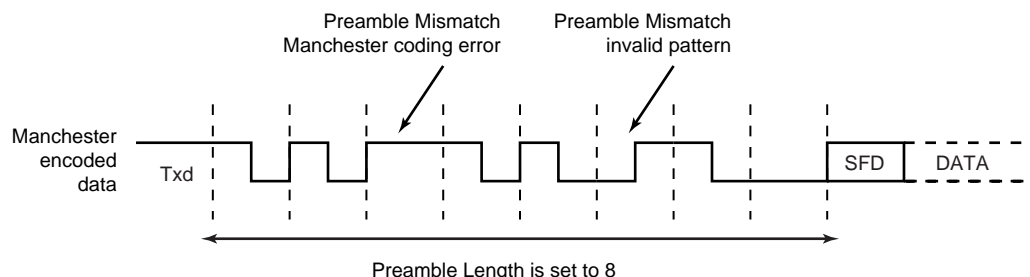 Preamble Mismatch
Manchester coding error
Preamble Mismatch
invalid pattern
Manchester
encoded
data
Txd
SFD
DATA
Preamble Length is set to 8